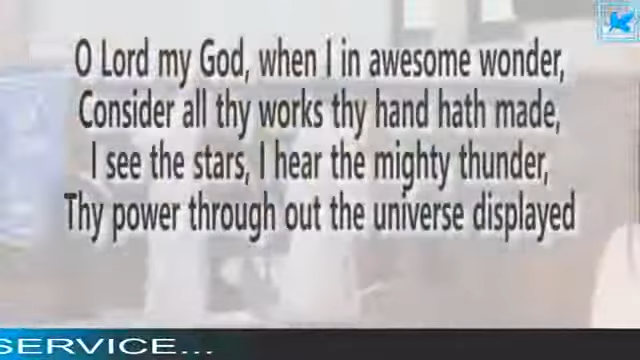 O Lord my God, when I in awesome wonder,
Consider all thy works thy hand hath made,
I see the stars, I hear the mighty thunder,
Thy power through out the universe displayed
SERVICE...